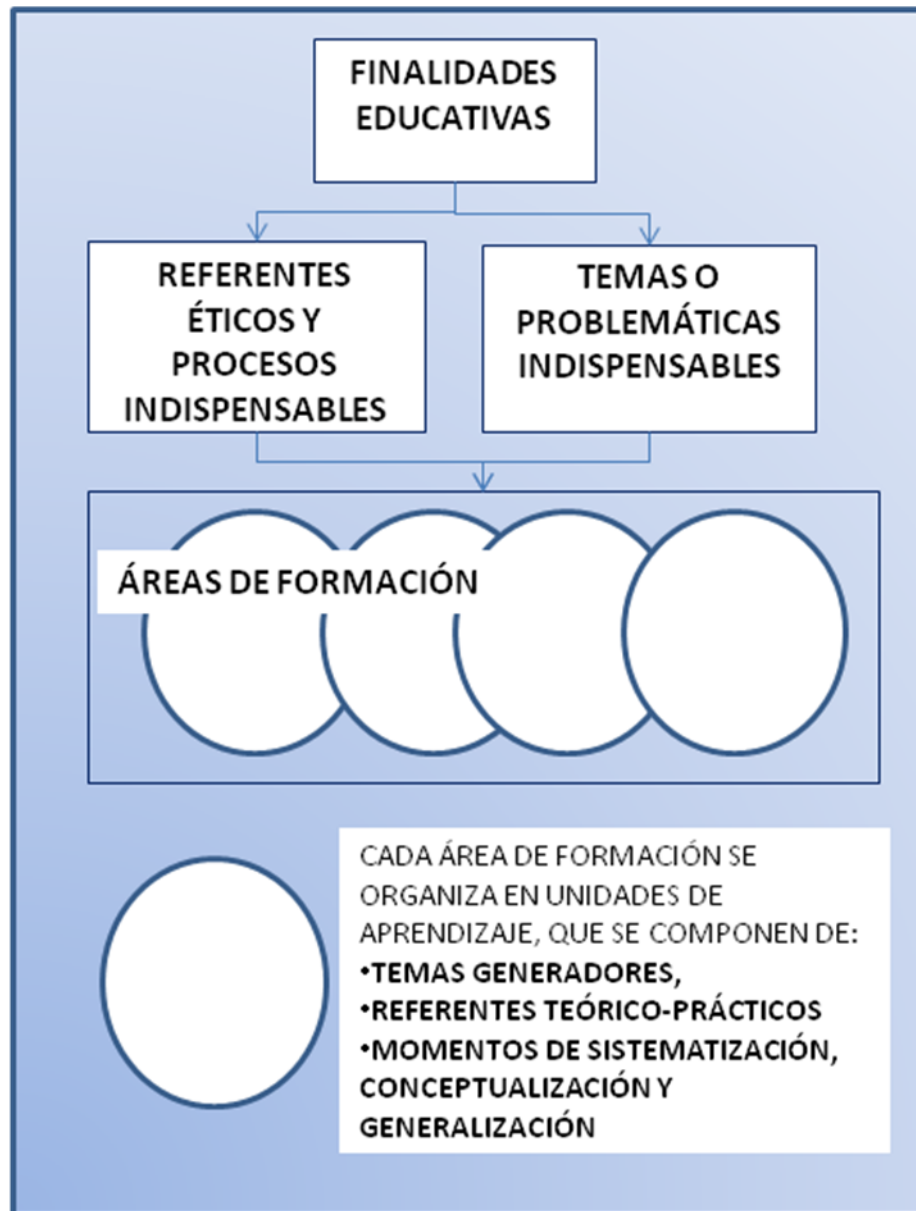 FINALIDADES
EDUCATIVAS
REFERENTES
ÉTICOS Y
PROCESOS
INDISPENSABLES
TEMAS O
PROBLEMÁTICAS
INDISPENSABLES
ÁREAS DE FORMACIÓN
CADA ÁREA DE FORMACIÓN SE
ORGANIZA EN UNIDADES DE
APRENDIZAJE, QUE SE COMPONEN DE:
•TEMAS GENERADORES,
•REFERENTES TEÓRICO-PRÁCTICOS
•MOMENTOS DE SISTEMATIZACIÓN,
CONCEPTUALIZACIÓN Y
GENERALIZACIÓN